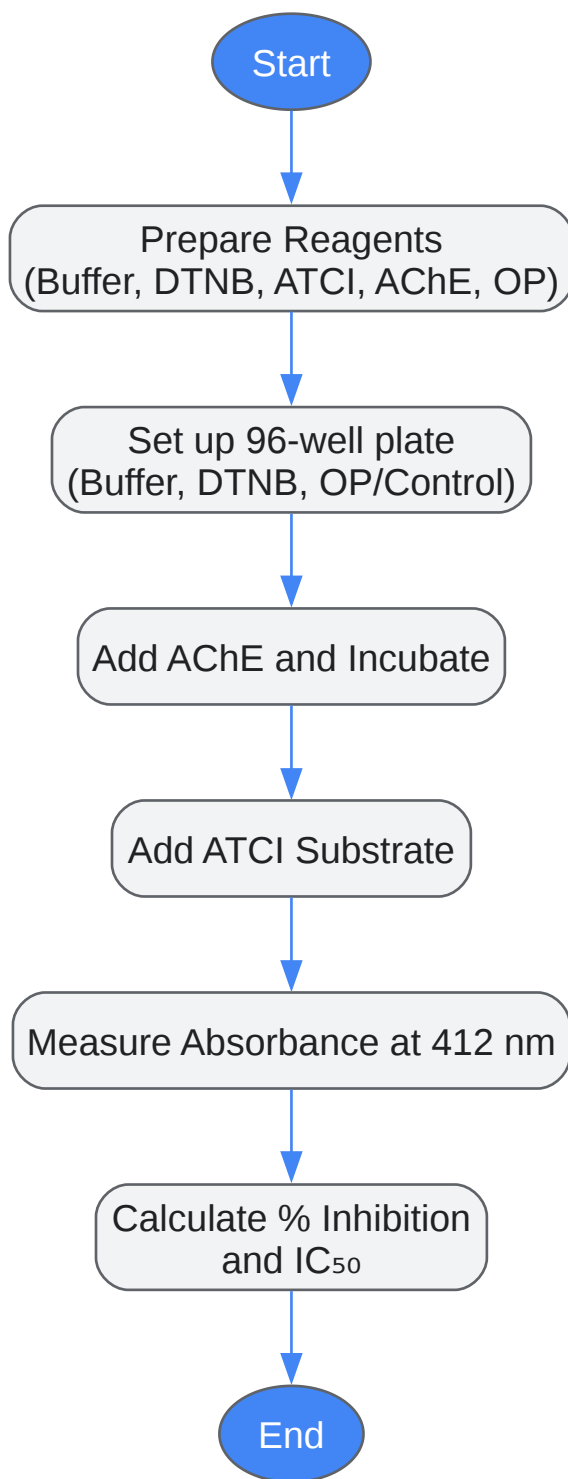 Start
Prepare Reagents
(Buffer, DTNB, ATCI, AChE, OP)
Set up 96-well plate
(Buffer, DTNB, OP/Control)
Add AChE and Incubate
Add ATCI Substrate
Measure Absorbance at 412 nm
Calculate % Inhibition
and IC₅₀
End